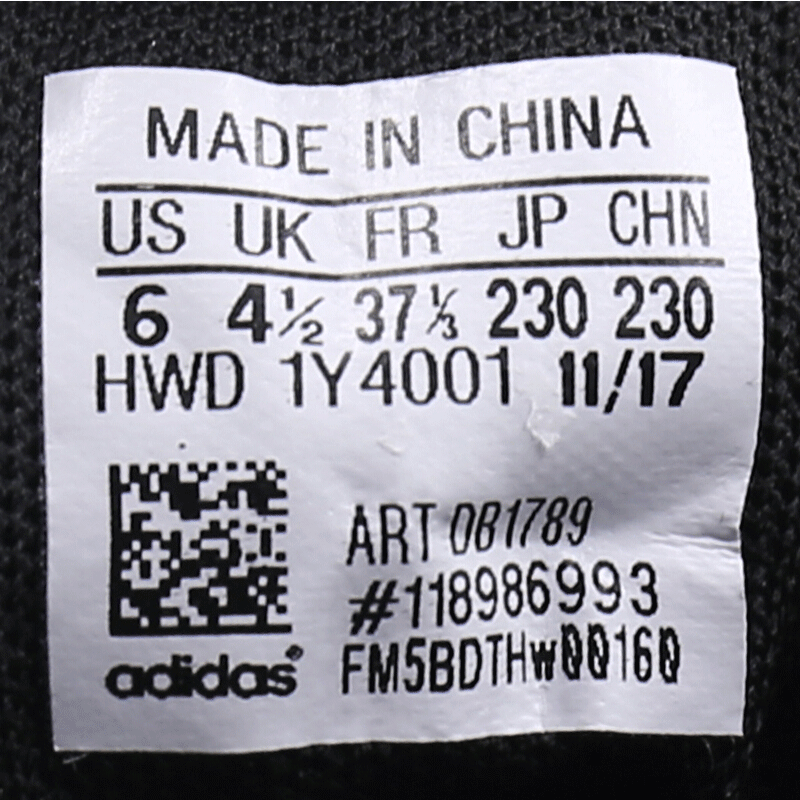 MADE IN CHINA
US UK FR JP CHN
6 4½ 37⅓ 230 230
HWD 1Y4001 11/17
ART DB1789
#118986993
FM5BDTHW00160
adidas®